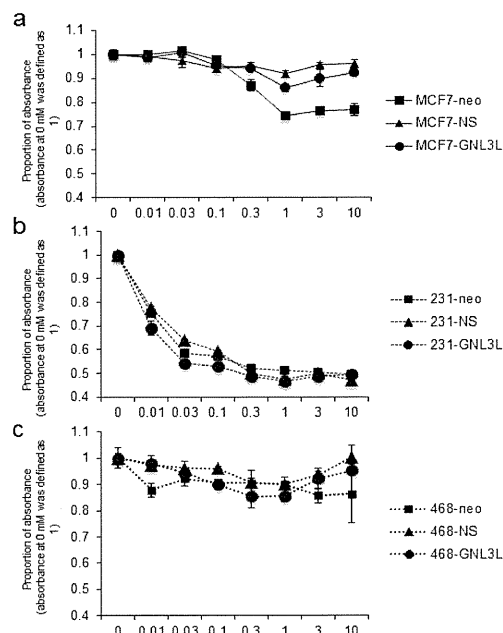 a
Proportion of absorbance
(absorbance at 0 mM was defined as
1)
1.1
1
0.9
0.8
0.7
0.6
0.5
0.4
0 0.01 0.03 0.1 0.3 1 3 10
MCF7-neo
MCF7-NS
MCF7-GNL3L
b
Proportion of absorbance
(absorbance at 0 mM was defined as
1)
1.1
1
0.9
0.8
0.7
0.6
0.5
0.4
0 0.01 0.03 0.1 0.3 1 3 10
231-neo
231-NS
231-GNL3L
c
Proportion of absorbance
(absorbance at 0 mM was defined as
1)
1.1
1
0.9
0.8
0.7
0.6
0.5
0.4
0 0.01 0.03 0.1 0.3 1 3 10
468-neo
468-NS
468-GNL3L